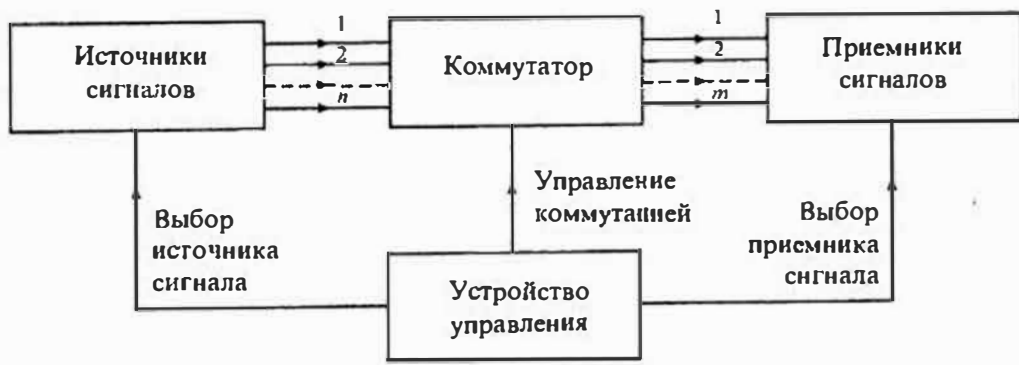 Источники
сигналов
1
2
n
Коммутатор
1
2
m
Приемники
сигналов
Выбор
источника
сигнала
Управление
коммутацией
Выбор
приемника
сигнала
Устройство
управления